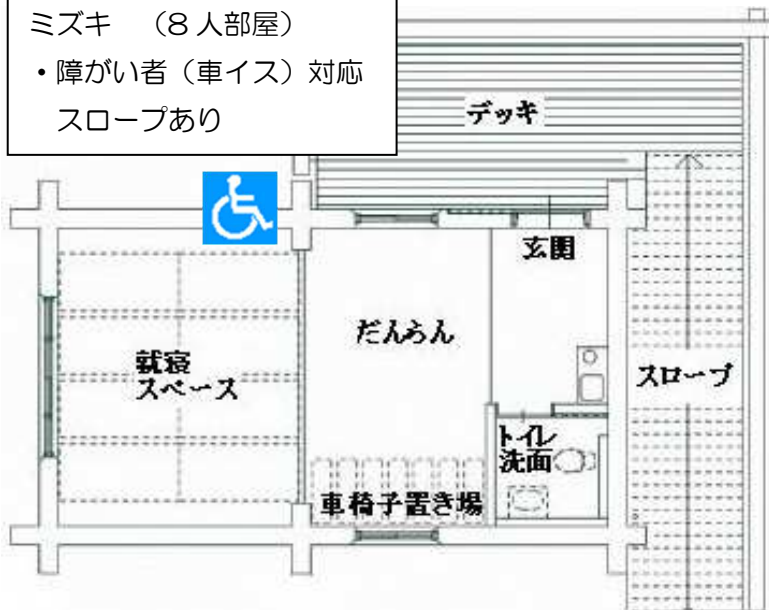 ミズキ （８人部屋）
・障がい者（車イス）対応
スロープあり
デッキ
玄関
だんらん
就寝
スペース
スロープ
トイレ
洗面
車椅子置き場